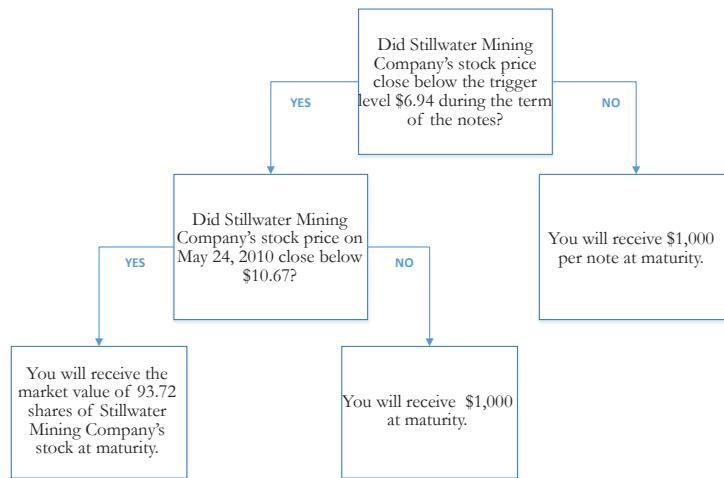 Did Stillwater Mining
Company's stock price
close below the trigger
level $6.94 during the term
of the notes?
YES
NO
Did Stillwater Mining
Company's stock price on
May 24, 2010 close below
$10.67?
You will receive $1,000
per note at maturity.
YES
NO
You will receive the
market value of 93.72
shares of Stillwater
Mining Company's
stock at maturity.
You will receive $1,000
at maturity.